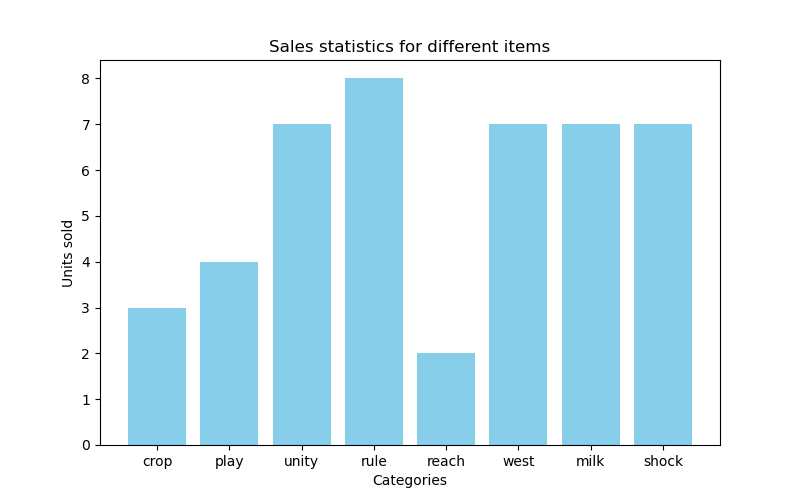 Sales statistics for different items
Units sold
8
7
6
5
4
3
2
1
0
crop play unity rule reach west milk shock
Categories